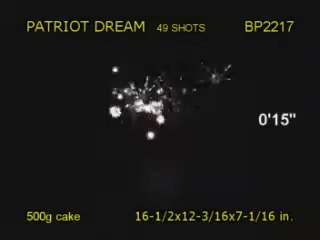 PATRIOT DREAM 49 SHOTS BP2217
0'15"
500g cake 16-1/2x12-3/16x7-1/16 in.